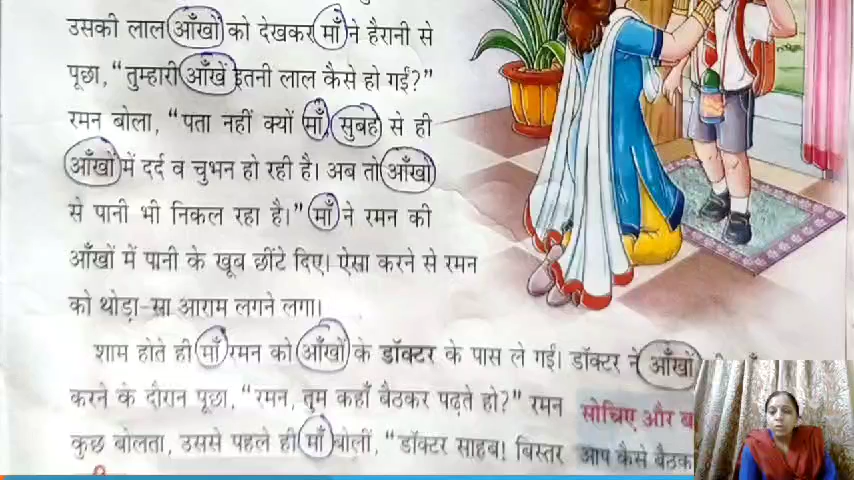 उसकी लाल आँखों को देखकर माँ ने हैरानी से
पूछा, “तुम्हारी आँखें इतनी लाल कैसे हो गईं?”
रमन बोला, “पता नहीं क्यों माँ, सुबह से ही
आँखों में दर्द व चुभन हो रही है। अब तो आँखों
से पानी भी निकल रहा है।” माँ ने रमन की
आँखों में पानी के खूब छींटे दिए। ऐसा करने से रमन
को थोड़ा-सा आराम लगने लगा।
शाम होते ही माँ रमन को आँखों के डॉक्टर के पास ले गईं। डॉक्टर ने आँखों
करने के दौरान पूछा, “रमन, तुम कहाँ बैठकर पढ़ते हो?” रमन
कुछ बोलता, उससे पहले ही माँ बोलीं, “डॉक्टर साहब! बिस्तर
सोचिए और
आप कैसे